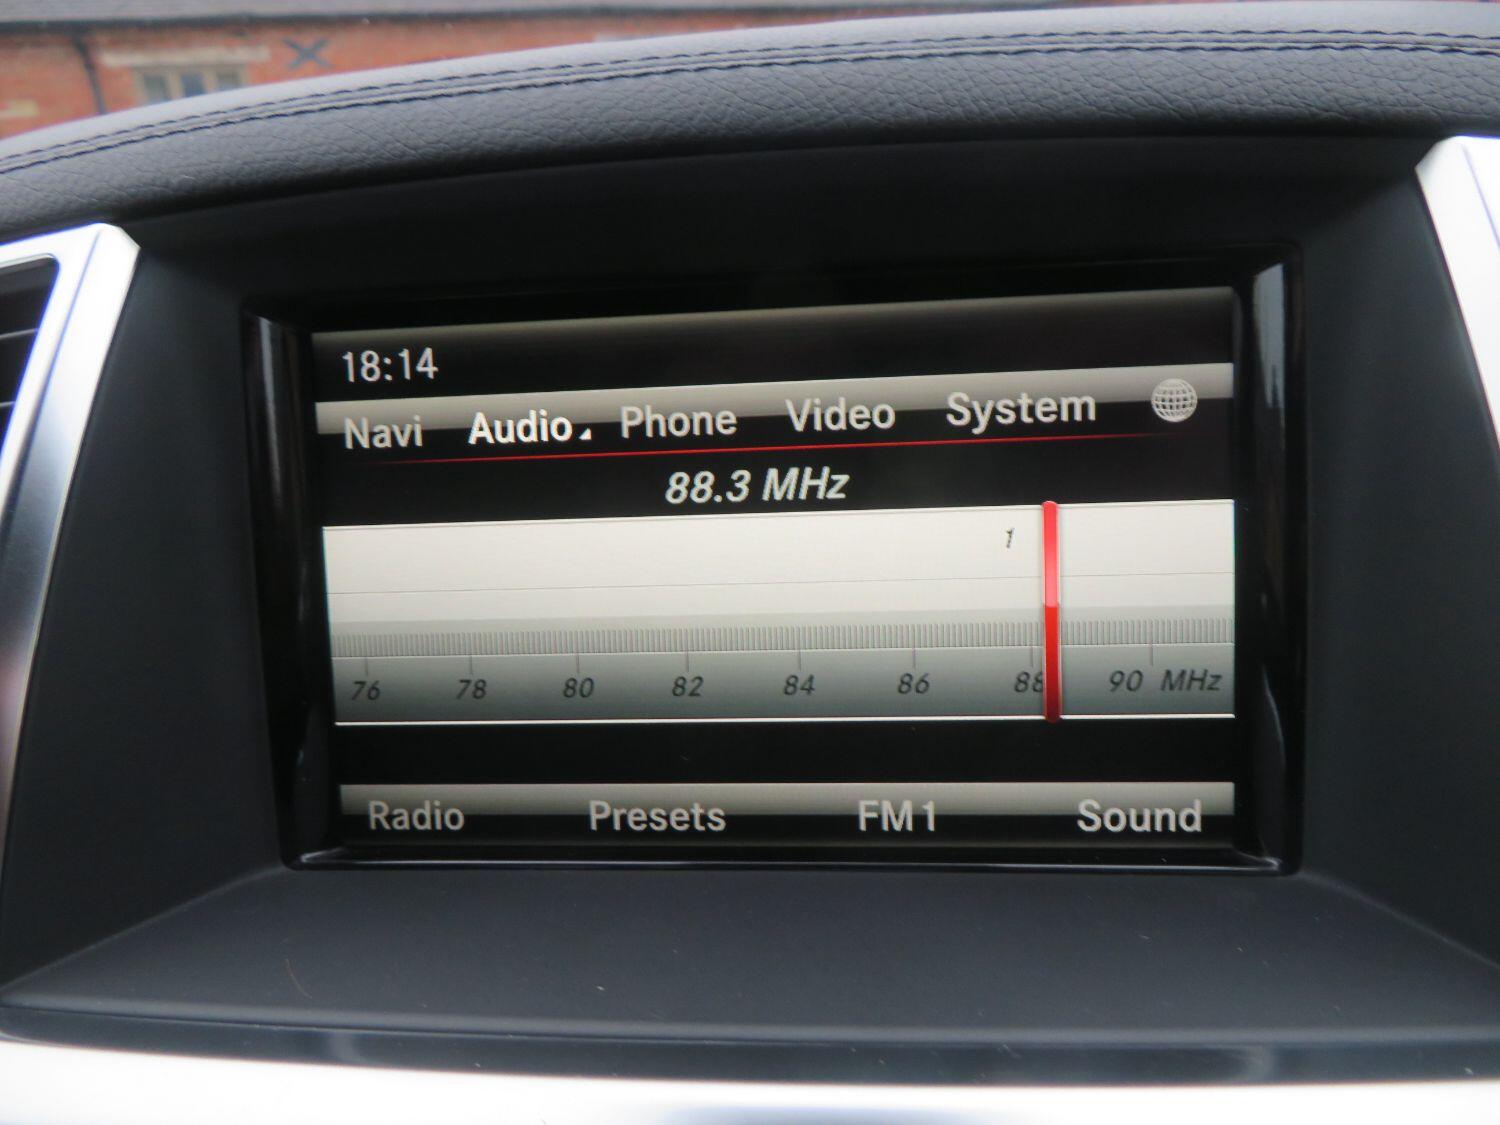 18:14
Navi Audio Phone Video System
88.3 MHz
1
76 78 80 82 84 86 88 90 MHz
Radio Presets FM1 Sound